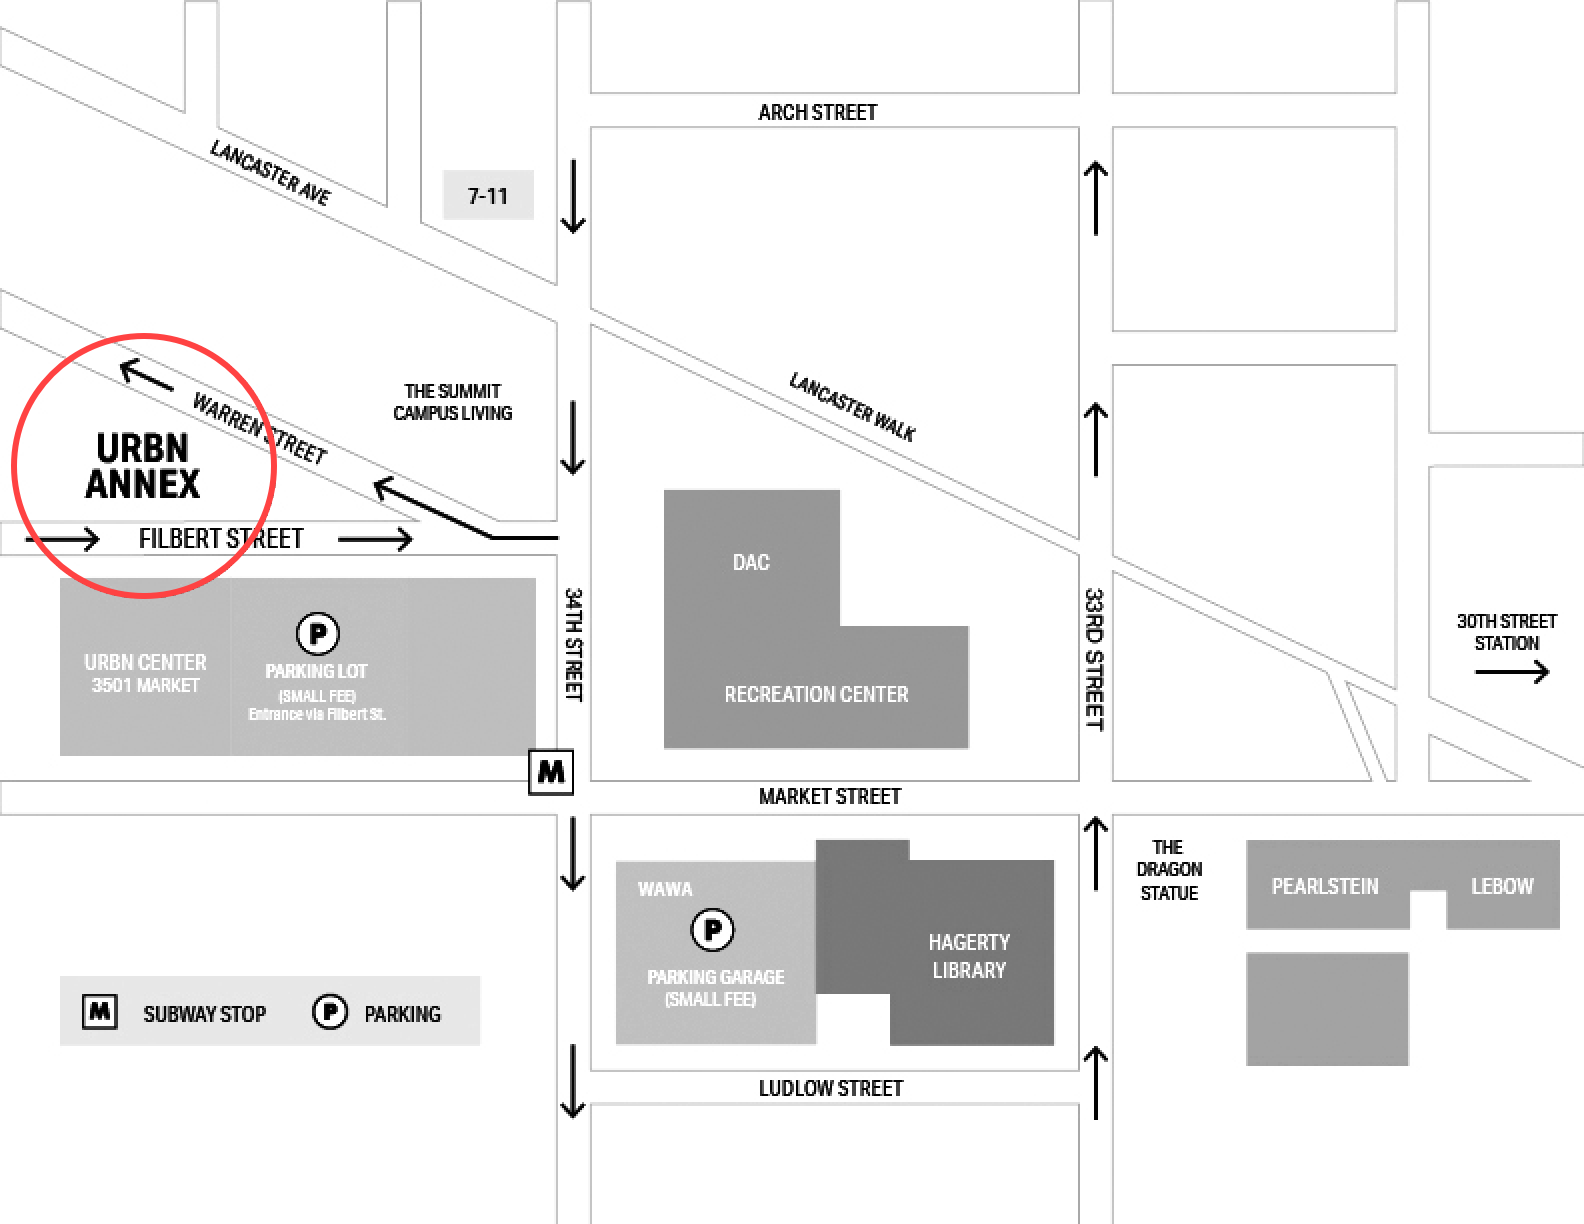 ARCH STREET
LANCASTER AVE
7-11
THE SUMMIT
CAMPUS LIVING
LANCASTER WALK
WARREN STREET
URBN
ANNEX
FILBERT STREET
DAC
RECREATION CENTER
34TH STREET
33RD STREET
30TH STREET
STATION
URBN CENTER
3501 MARKET
P
PARKING LOT
(SMALL FEE)
Entrance via Filbert St.
M
MARKET STREET
WAWA
P
PARKING GARAGE
(SMALL FEE)
HAGERTY
LIBRARY
THE
DRAGON
STATUE
PEARLSTEIN
LEBOW
M SUBWAY STOP P PARKING
LUDLOW STREET